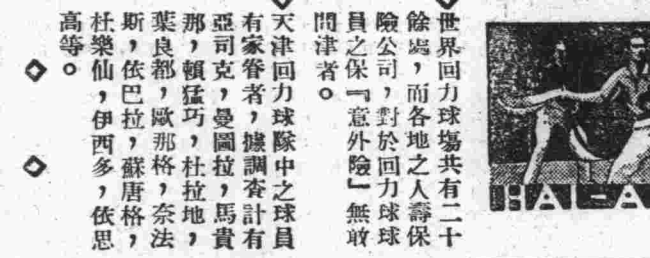 世界回力球塲共有二十
餘處，而各地之人壽保
險公司，對於回力球球
員之保『意外險』無敢
問津者。
天津回力球隊中之球員
有家眷者，據調查計有
亞司克，曼圖拉，馬貴
那，賴猛巧，杜拉地，
葉良都，歐那格，奈法
斯，依巴拉，蘇唐格，
杜樂仙，伊西多，依思
高等。
HAI-A